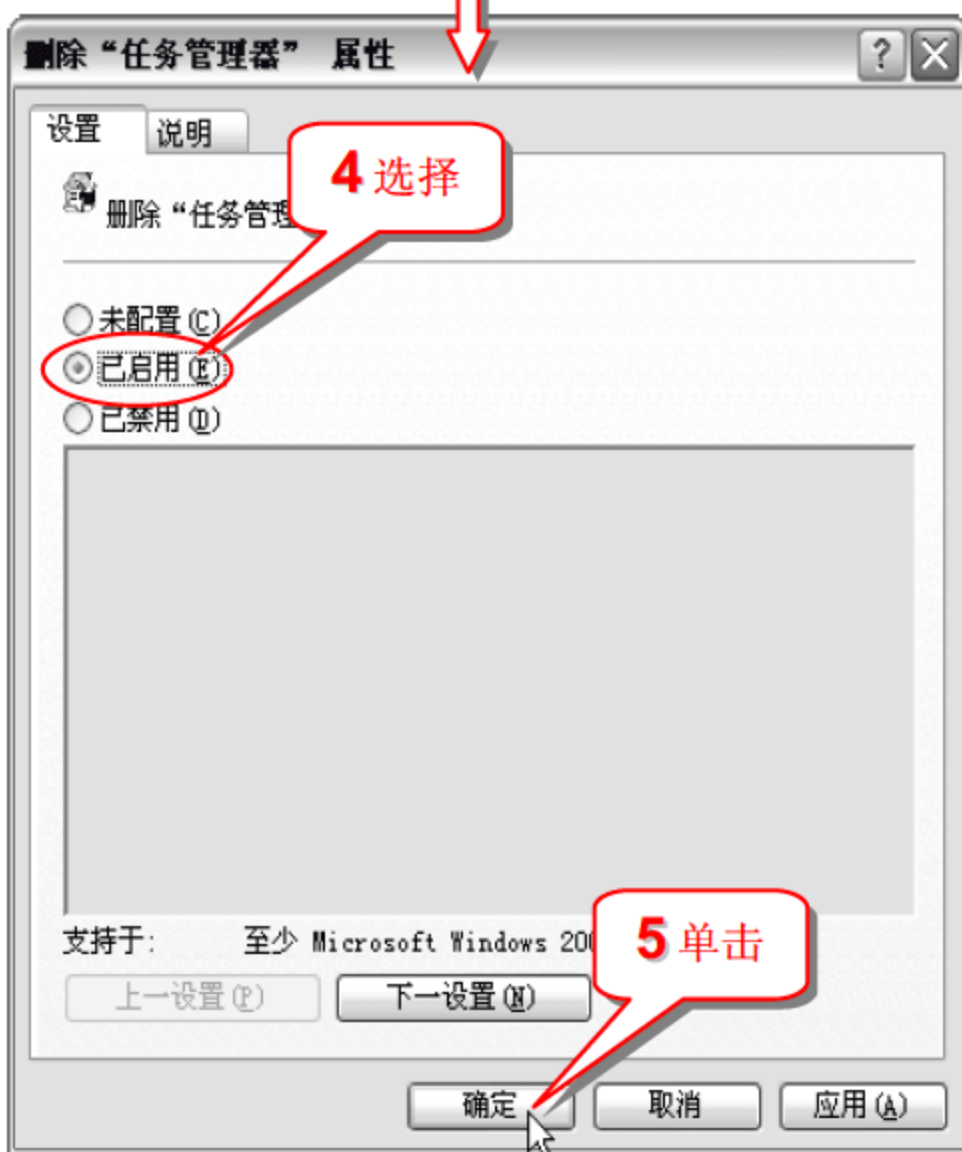 删除“任务管理器” 属性
设置 说明
4 选择
删除“任务管理
未配置(C)
已启用(E)
已禁用(D)
支持于: 至少 Microsoft Windows 200
5 单击
上一设置(P) 下一设置(N)
确定 取消 应用(A)